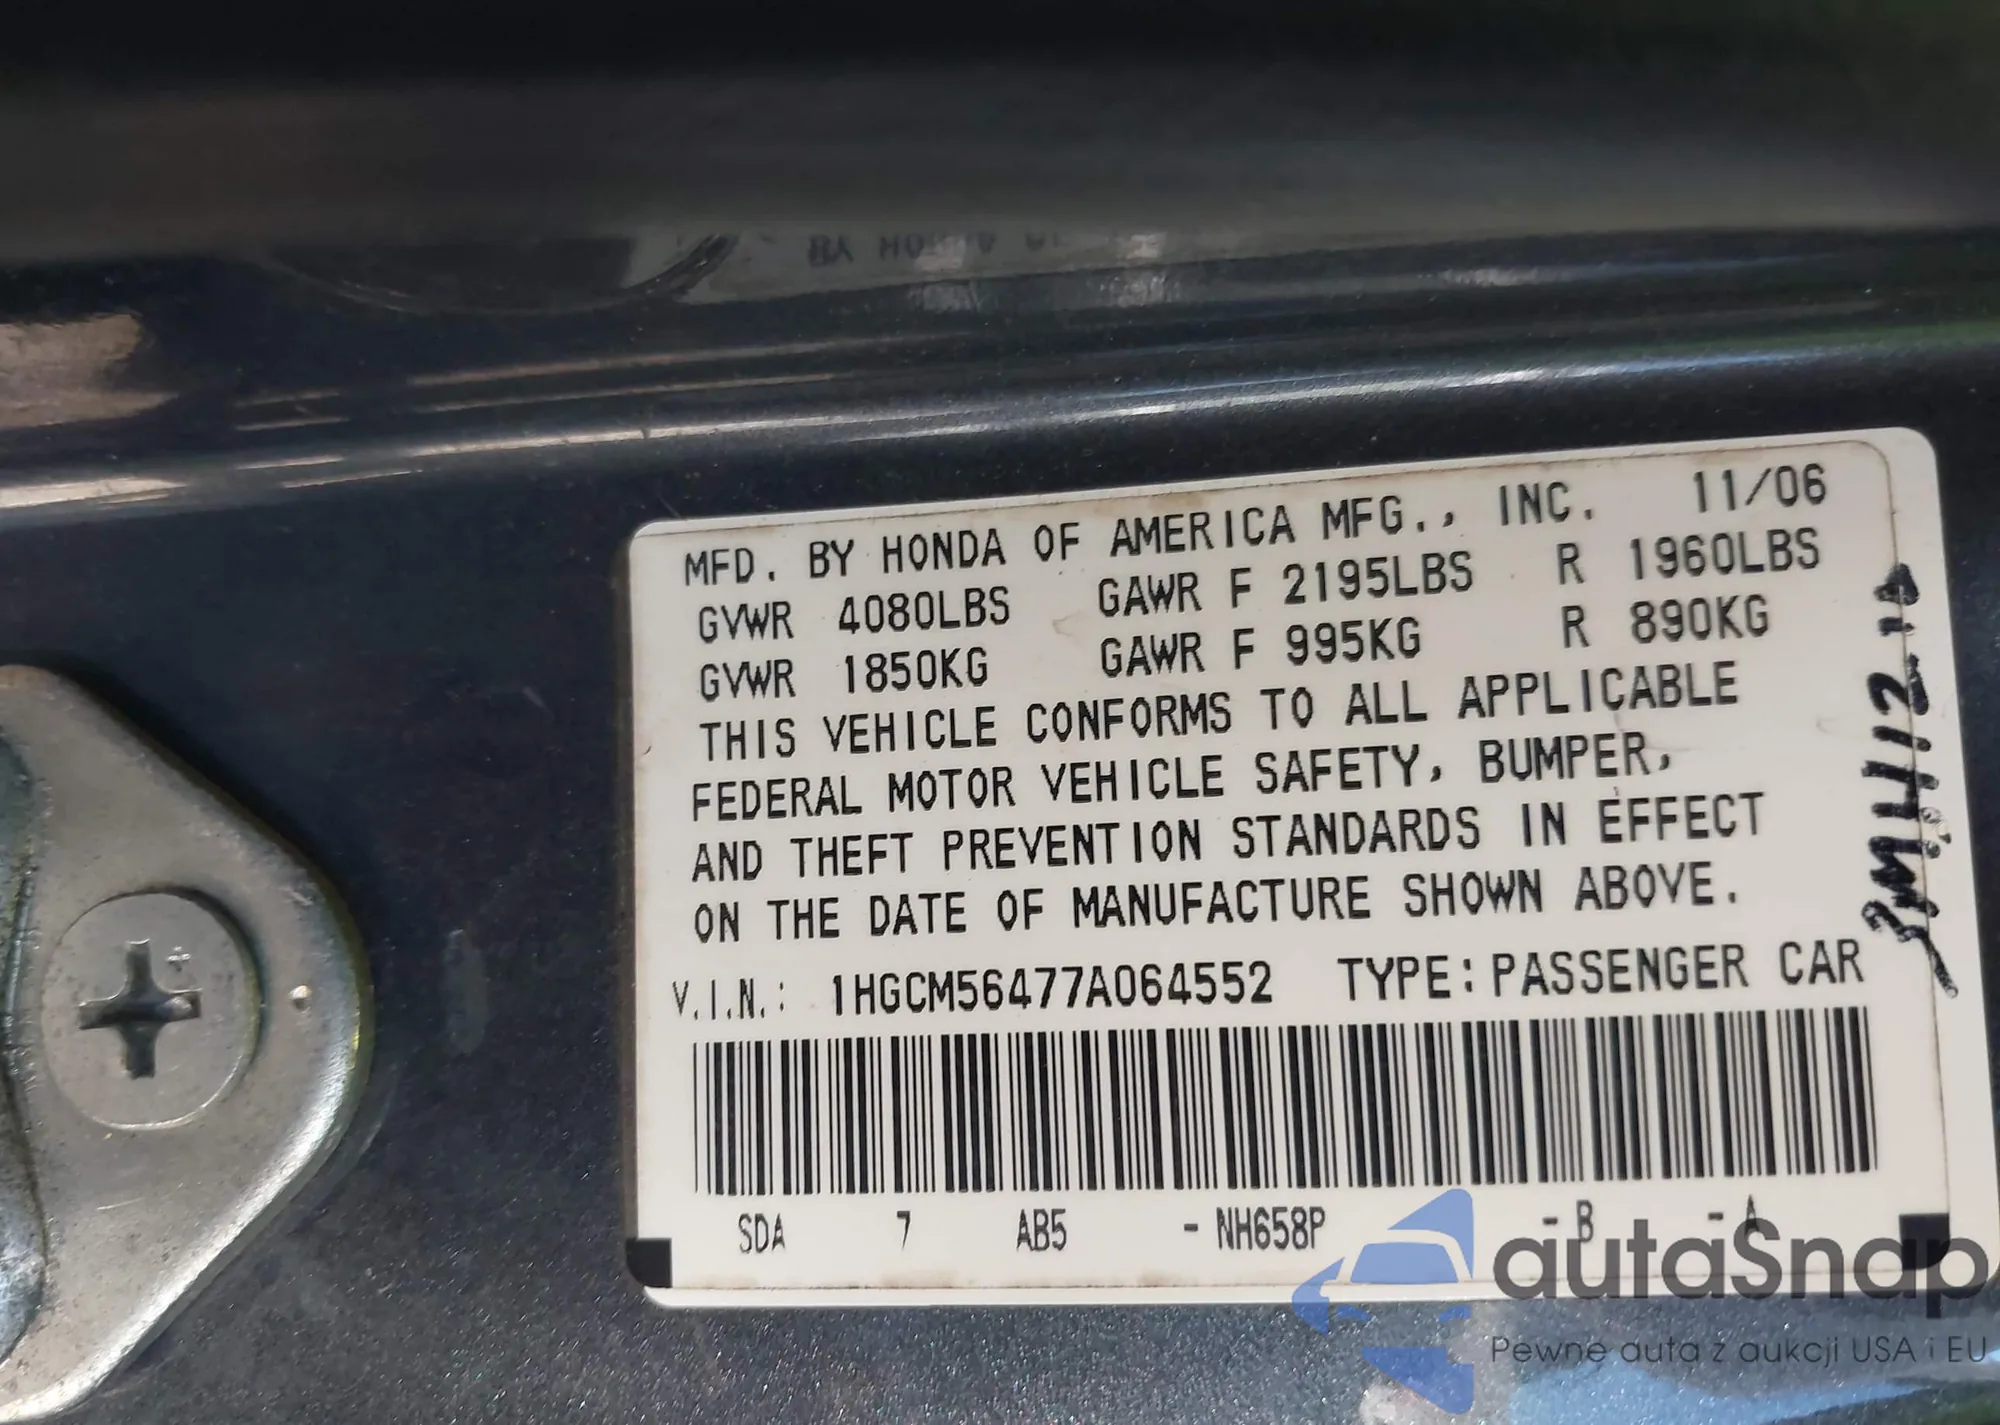 MFD. BY HONDA OF AMERICA MFG., INC. 11/06
GVWR 4080LBS GAWR F 2195LBS R 1960LBS
GVWR 1850KG GAWR F 995KG R 890KG
THIS VEHICLE CONFORMS TO ALL APPLICABLE
FEDERAL MOTOR VEHICLE SAFETY, BUMPER,
AND THEFT PREVENTION STANDARDS IN EFFECT
ON THE DATE OF MANUFACTURE SHOWN ABOVE.
V.I.N.: 1HGCM56477A064552 TYPE: PASSENGER CAR
SDA 7 AB5 -NH658P -B -A
autaSnap
Pewne auta z aukcji USA i EU